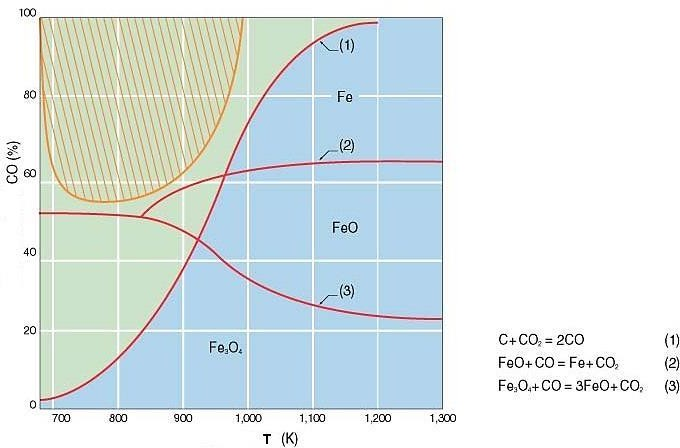 100
(1)
80
Fe
CO (%)
(2)
60
FeO
40
(3)
20
Fe₃O₄
0
700 800 900 1,000 1,100 1,200 1,300
T (K)
C+CO₂ = 2CO (1)
FeO+CO = Fe+CO₂ (2)
Fe₃O₄+CO = 3FeO+CO₂ (3)